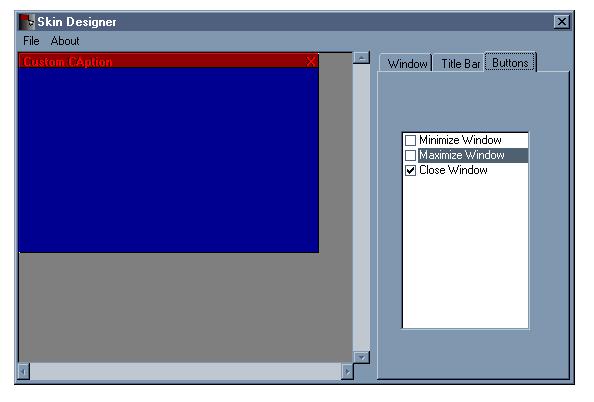 Skin Designer
File About
Custom CAption X
Window Title Bar Buttons
Minimize Window
Maximize Window
Close Window